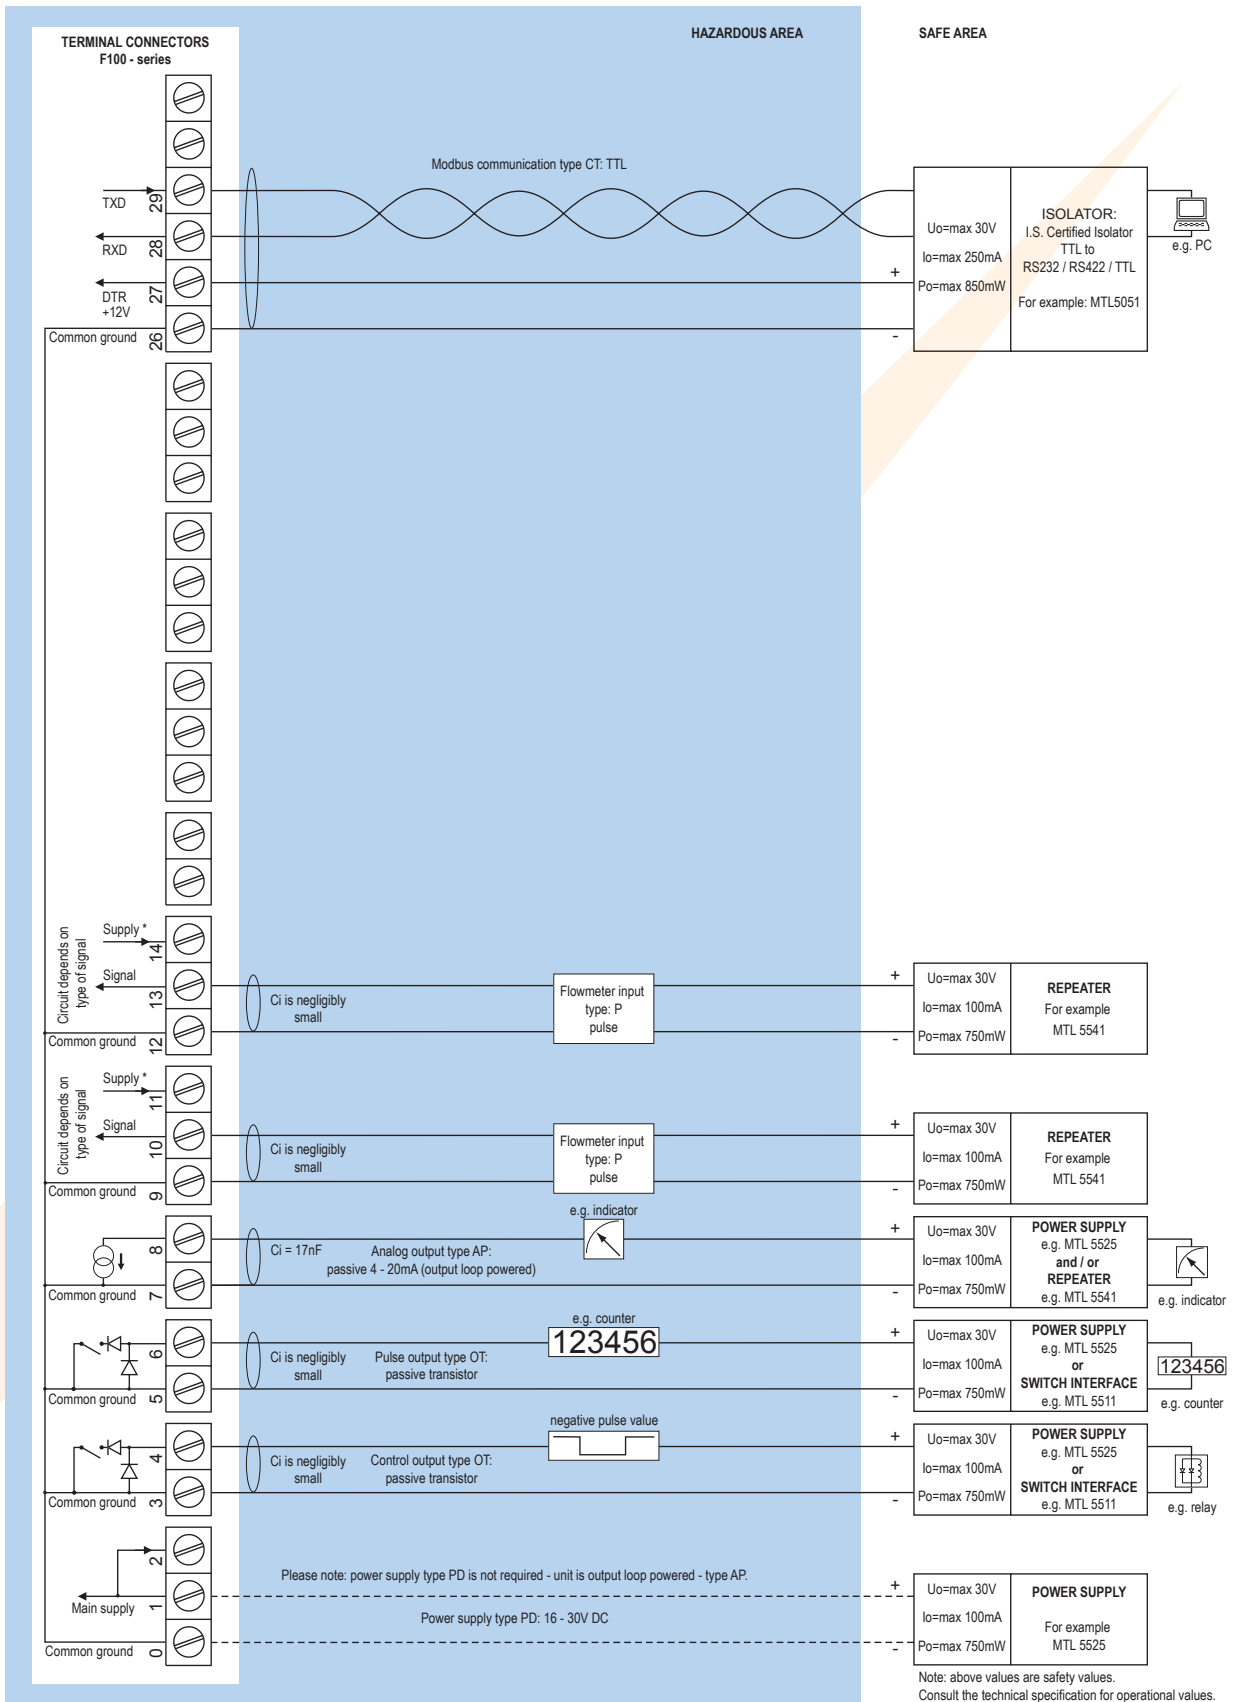 TERMINAL CONNECTORS
F100 - series
HAZARDOUS AREA
SAFE AREA
Modbus communication type CT: TTL
TXD
29
RXD
28
DTR
+12V
27
Common ground
26
+
-
Uo=max 30V
Io=max 250mA
Po=max 850mW
ISOLATOR:
I.S. Certified Isolator
TTL to
RS232 / RS422 / TTL
For example: MTL5051
e.g. PC
Circuit depends on
type of signal
Supply *
14
Signal
13
Common ground
12
Ci is negligibly
small
Flowmeter input
type: P
pulse
+
-
Uo=max 30V
Io=max 100mA
Po=max 750mW
REPEATER
For example
MTL 5541
Circuit depends on
type of signal
Supply *
11
Signal
10
Common ground
9
Ci is negligibly
small
Flowmeter input
type: P
pulse
+
-
Uo=max 30V
Io=max 100mA
Po=max 750mW
REPEATER
For example
MTL 5541
8
Common ground
7
Ci = 17nF
Analog output type AP:
passive 4 - 20mA (output loop powered)
e.g. indicator
+
-
Uo=max 30V
Io=max 100mA
Po=max 750mW
POWER SUPPLY
e.g. MTL 5525
and / or
REPEATER
e.g. MTL 5541
e.g. indicator
6
Common ground
5
Ci is negligibly
small
Pulse output type OT:
passive transistor
e.g. counter
123456
+
-
Uo=max 30V
Io=max 100mA
Po=max 750mW
POWER SUPPLY
e.g. MTL 5525
or
SWITCH INTERFACE
e.g. MTL 5511
123456
e.g. counter
4
Common ground
3
Ci is negligibly
small
Control output type OT:
passive transistor
negative pulse value
+
-
Uo=max 30V
Io=max 100mA
Po=max 750mW
POWER SUPPLY
e.g. MTL 5525
or
SWITCH INTERFACE
e.g. MTL 5511
e.g. relay
2
Main supply
1
Common ground
0
Please note: power supply type PD is not required - unit is output loop powered - type AP.
Power supply type PD: 16 - 30V DC
+
-
Uo=max 30V
Io=max 100mA
Po=max 750mW
POWER SUPPLY
For example
MTL 5525
Note: above values are safety values.
Consult the technical specification for operational values.